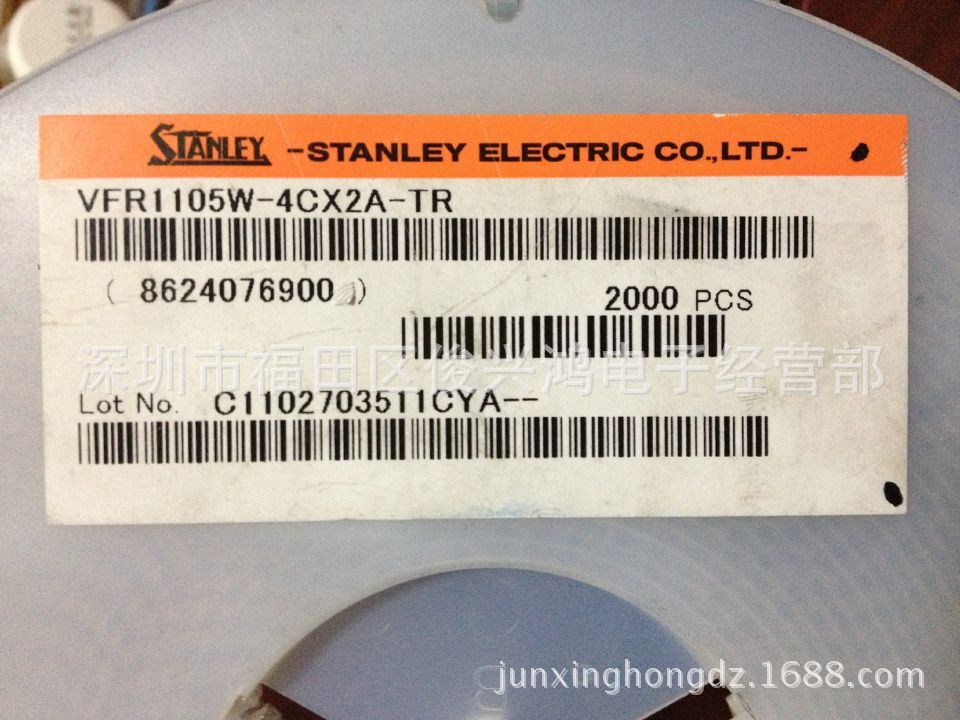 STANLEY -STANLEY ELECTRIC CO.,LTD.-
VFR1105W-4CX2A-TR
( 8624076900 )
2000 PCS
深圳市福田区俊兴鸿电子经营部
Lot No. C1102703511CYA--
junxinghongdz.1688.com